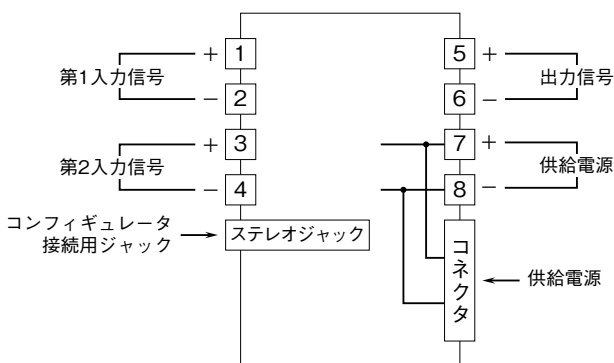 第1入力信号
+ 1
− 2
第2入力信号
+ 3
− 4
コンフィギュレータ
接続用ジャック
ステレオジャック
5 +
6 −
出力信号
7 +
8 −
供給電源
コネクタ
供給電源